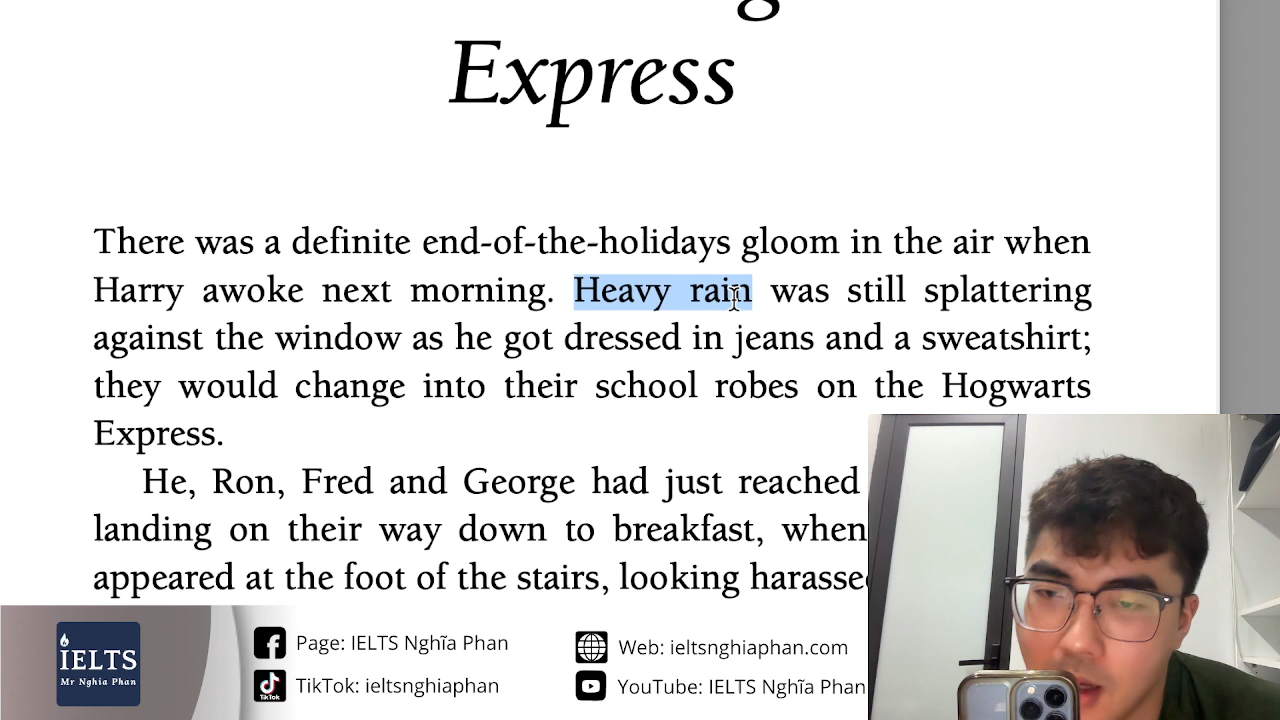 Express
There was a definite end-of-the-holidays gloom in the air when
Harry awoke next morning. Heavy rain was still splattering
against the window as he got dressed in jeans and a sweatshirt;
they would change into their school robes on the Hogwarts
Express.
He, Ron, Fred and George had just reached
landing on their way down to breakfast, when
appeared at the foot of the stairs, looking harassed
IELTS
Mr Nghia Phan
Page: IELTS Nghĩa Phan
TikTok
TikTok: ieltsnghiaphan
Web: ieltsnghiaphan.com
YouTube: IELTS Nghĩa Phan